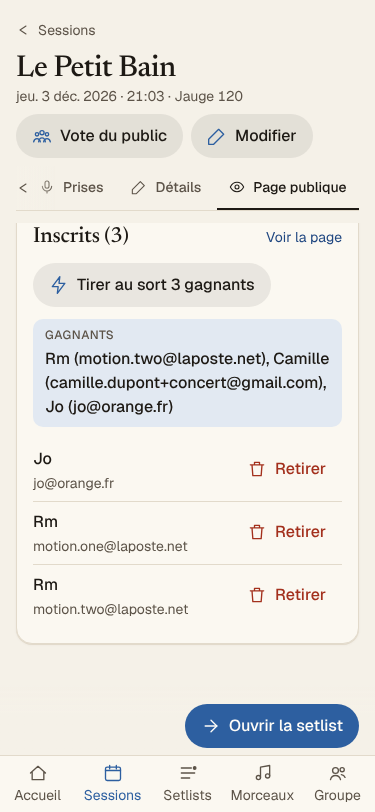 Sessions
Le Petit Bain
jeu. 3 déc. 2026 · 21:03 · Jauge 120
Vote du public
Modifier
Prises
Détails
Page publique
Inscrits (3)
Voir la page
Tirer au sort 3 gagnants
GAGNANTS
Rm (motion.two@laposte.net), Camille
(camille.dupont+concert@gmail.com),
Jo (jo@orange.fr)
Jo
jo@orange.fr
Retirer
Rm
motion.one@laposte.net
Retirer
Rm
motion.two@laposte.net
Retirer
Ouvrir la setlist
Accueil
Sessions
Setlists
Morceaux
Groupe